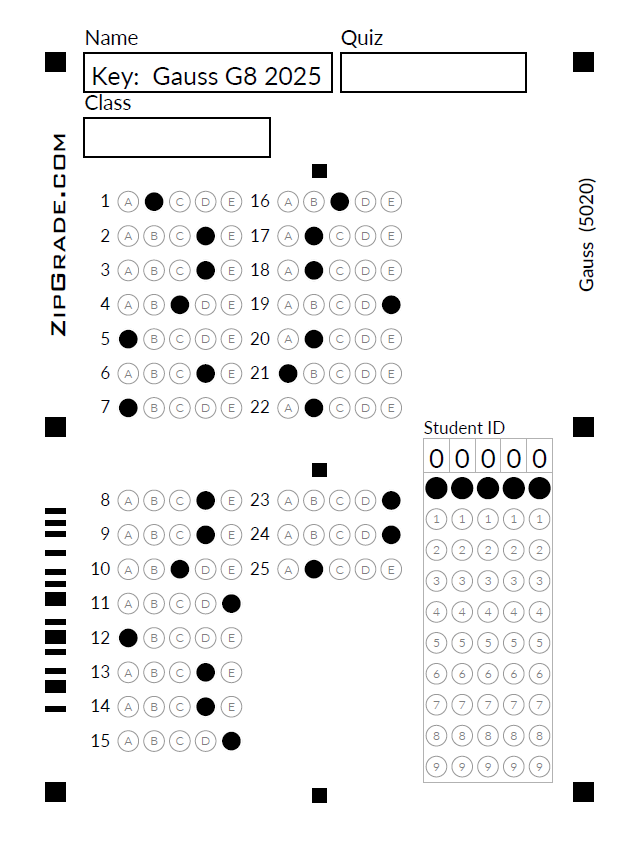 Name
Quiz
Key:  Gauss G8 2025
Class
ZipGrade.com
Gauss (5020)
1 A C D E
2 A B C E
3 A B C E
4 A B D E
5 B C D E
6 A B C E
7 B C D E
16 A B D E
17 A C D E
18 A C D E
19 A B C D
20 A C D E
21 B C D E
22 A C D E
8 A B C E
9 A B C E
10 A B D E
11 A B C D
12 B C D E
13 A B C E
14 A B C E
15 A B C D
23 A B C D
24 A B C D
25 A C D E
Student ID
0 0 0 0 0
1 1 1 1 1
2 2 2 2 2
3 3 3 3 3
4 4 4 4 4
5 5 5 5 5
6 6 6 6 6
7 7 7 7 7
8 8 8 8 8
9 9 9 9 9